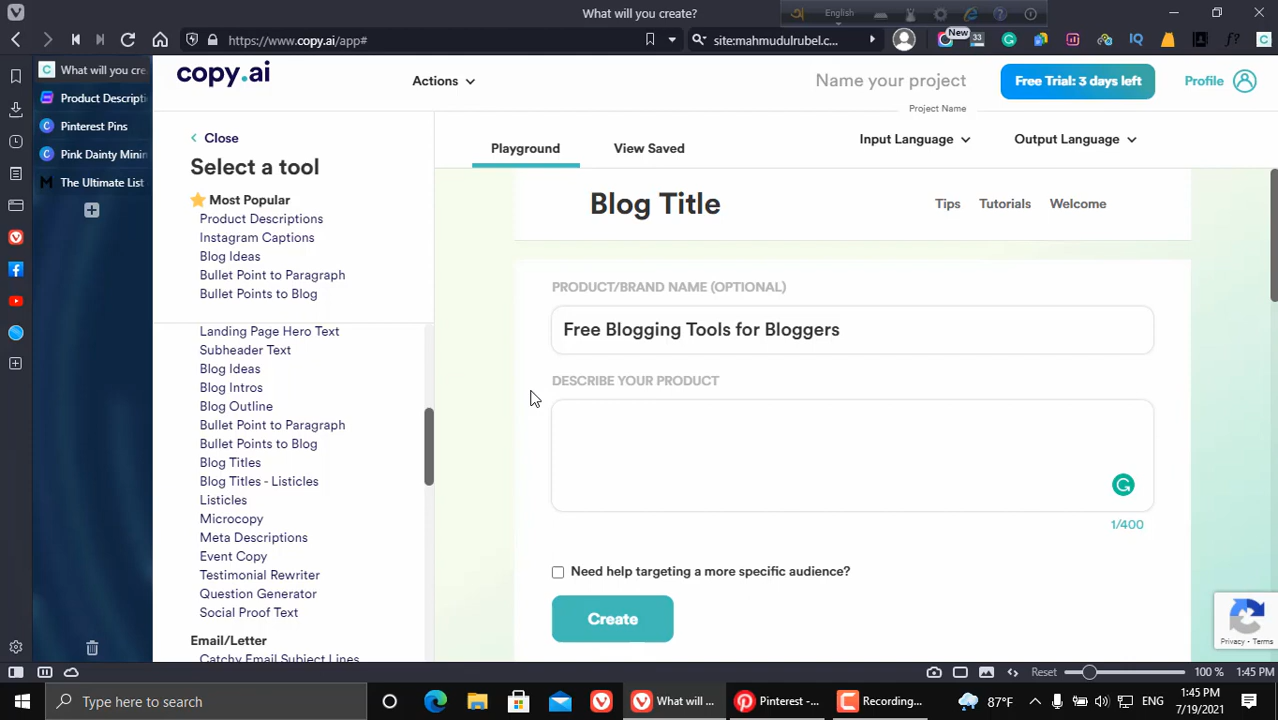 What will you create?
English
https://www.copy.ai/app#
site:mahmudulrubel.c...
New
33
What will you cre
Product Descripti
Pinterest Pins
Pink Dainty Mini
The Ultimate List
copy.ai
Actions
Name your project
Project Name
Free Trial: 3 days left
Profile
Close
Select a tool
Most Popular
Product Descriptions
Instagram Captions
Blog Ideas
Bullet Point to Paragraph
Bullet Points to Blog
Landing Page Hero Text
Subheader Text
Blog Ideas
Blog Intros
Blog Outline
Bullet Point to Paragraph
Bullet Points to Blog
Blog Titles
Blog Titles - Listicles
Listicles
Microcopy
Meta Descriptions
Event Copy
Testimonial Rewriter
Question Generator
Social Proof Text
Email/Letter
Catchy Email Subject Lines
Playground
View Saved
Input Language
Output Language
Blog Title
Tips
Tutorials
Welcome
PRODUCT/BRAND NAME (OPTIONAL)
Free Blogging Tools for Bloggers
DESCRIBE YOUR PRODUCT
1/400
Need help targeting a more specific audience?
Create
Privacy - Terms
Reset
100 %
1:45 PM
Type here to search
What will ...
Pinterest -...
Recording...
87°F
ENG
1:45 PM
7/19/2021